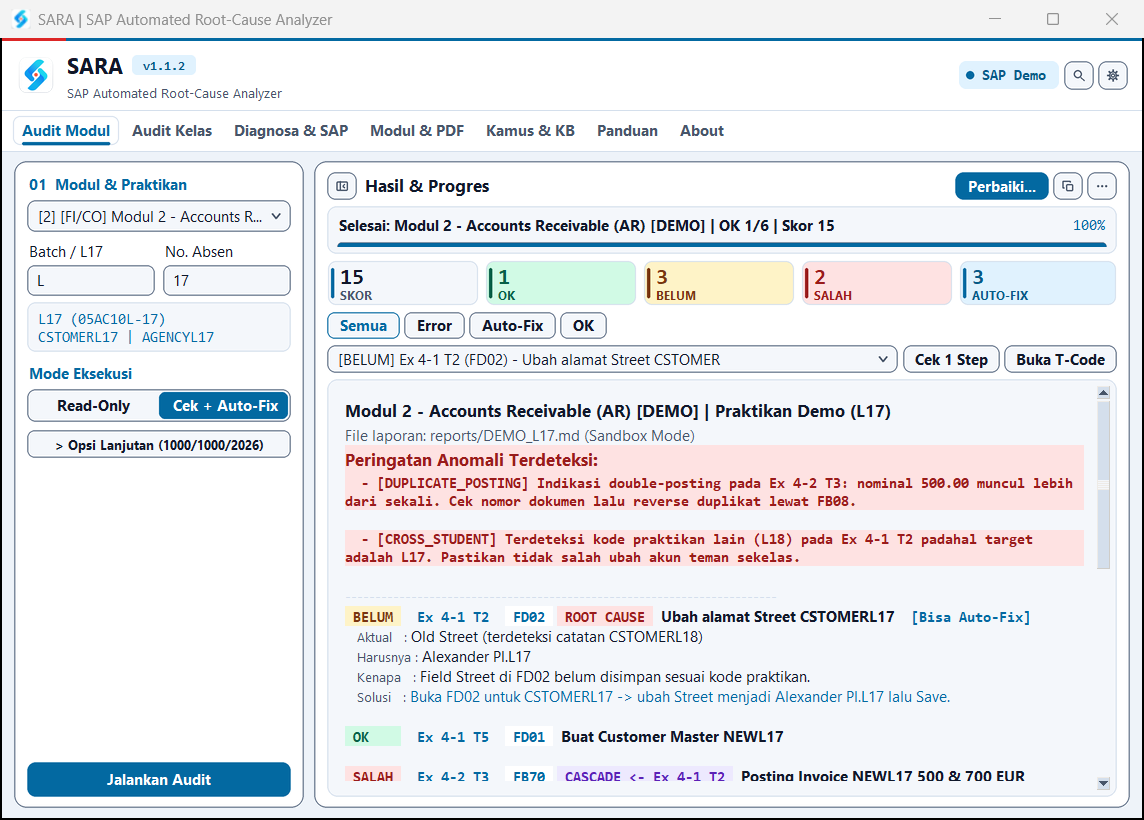 SARA | SAP Automated Root-Cause Analyzer
SARA v1.1.2
SAP Automated Root-Cause Analyzer
SAP Demo
Audit Modul Audit Kelas Diagnosa & SAP Modul & PDF Kamus & KB Panduan About
01 Modul & Praktikan
[2] [FI/CO] Modul 2 - Accounts R...
Batch / L17 No. Absen
L 17
L17 (05AC10L-17)
CSTOMERL17 | AGENCYL17
Mode Eksekusi
Read-Only Cek + Auto-Fix
> Opsi Lanjutan (1000/1000/2026)
Jalankan Audit
Hasil & Progres Perbaiki... ...
Selesai: Modul 2 - Accounts Receivable (AR) [DEMO] | OK 1/6 | Skor 15 100%
15 1 3 2 3
SKOR OK BELUM SALAH AUTO-FIX
Semua Error Auto-Fix OK
[BELUM] Ex 4-1 T2 (FD02) - Ubah alamat Street CSTOMER Cek 1 Step Buka T-Code
Modul 2 - Accounts Receivable (AR) [DEMO] | Praktikan Demo (L17)
File laporan: reports/DEMO_L17.md (Sandbox Mode)
Peringatan Anomali Terdeteksi:
- [DUPLICATE_POSTING] Indikasi double-posting pada Ex 4-2 T3: nominal 500.00 muncul lebih
dari sekali. Cek nomor dokumen lalu reverse duplikat lewat FB08.
- [CROSS_STUDENT] Terdeteksi kode praktikan lain (L18) pada Ex 4-1 T2 padahal target
adalah L17. Pastikan tidak salah ubah akun teman sekelas.
------------------------------------------------------------------------
BELUM Ex 4-1 T2 FD02 ROOT CAUSE Ubah alamat Street CSTOMERL17 [Bisa Auto-Fix]
Aktual : Old Street (terdeteksi catatan CSTOMERL18)
Harusnya : Alexander Pl.L17
Kenapa : Field Street di FD02 belum disimpan sesuai kode praktikan.
Solusi : Buka FD02 untuk CSTOMERL17 -> ubah Street menjadi Alexander Pl.L17 lalu Save.
OK Ex 4-1 T5 FD01 Buat Customer Master NEWL17
SALAH Ex 4-2 T3 FB70 CASCADE <- Ex 4-1 T2 Posting Invoice NEWL17 500 & 700 EUR